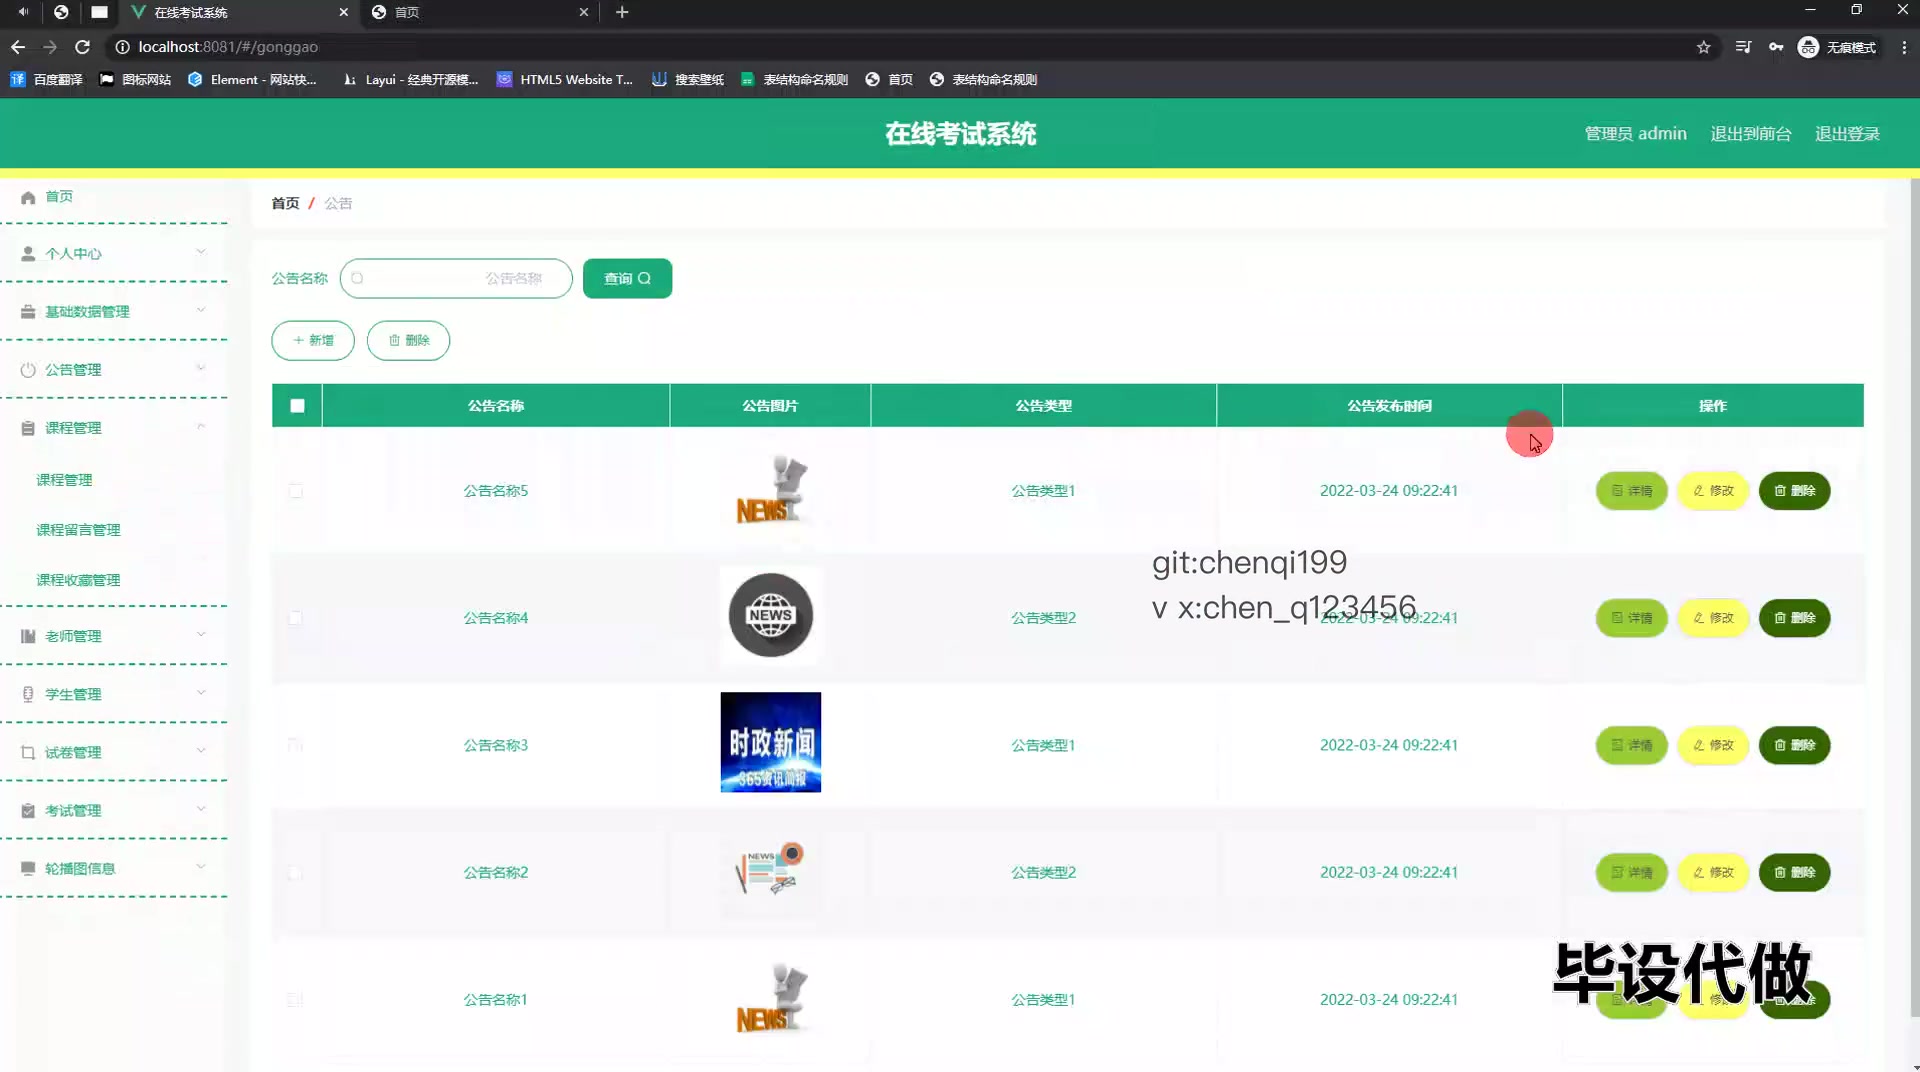 在线考试系统
首页
localhost:8081/#/gonggao
无痕模式
百度翻译
图标网站
Element - 网站快...
Layui - 经典开源模...
HTML5 Website T...
搜索壁纸
表结构命名规则
首页
表结构命名规则
在线考试系统
管理员 admin
退出到前台
退出登录
首页
个人中心
基础数据管理
公告管理
课程管理
课程管理
课程留言管理
课程收藏管理
老师管理
学生管理
试卷管理
考试管理
轮播图信息
首页 / 公告
公告名称
公告名称
查询
+ 新增
删除
公告名称 公告图片 公告类型 公告发布时间 操作
公告名称5 NEWS 公告类型1 2022-03-24 09:22:41 详情 修改 删除
git:chenqi199
v x:chen_q123456
公告名称4 NEWS 公告类型2 2022-03-24 09:22:41 详情 修改 删除
公告名称3 时政新闻 公告类型1 2022-03-24 09:22:41 详情 修改 删除
365资讯简报
公告名称2 NEWS 公告类型2 2022-03-24 09:22:41 详情 修改 删除
毕设代做
公告名称1 NEWS 公告类型1 2022-03-24 09:22:41